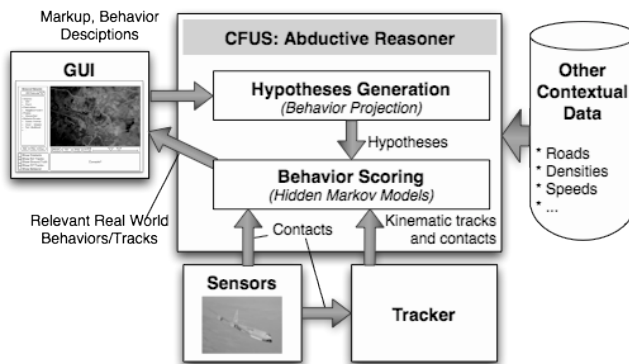 Markup, Behavior
Desciptions
CFUS: Abductive Reasoner
GUI
Hypotheses Generation
(Behavior Projection)
Hypotheses
Behavior Scoring
(Hidden Markov Models)
Other
Contextual
Data
* Roads
* Densities
* Speeds
* ...
Relevant Real World
Behaviors/Tracks
Contacts
Kinematic tracks
and contacts
Sensors
Tracker